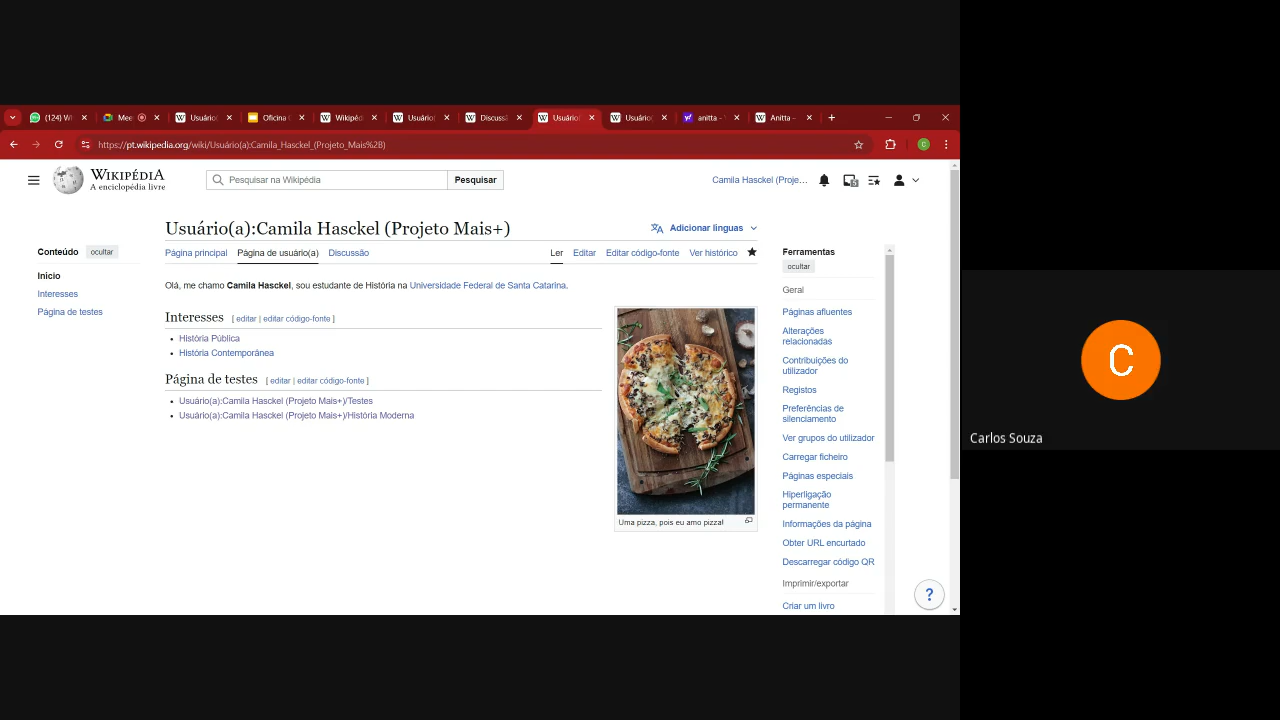 (124) W
Mee
Usuário
Oficina
Wikipéd
Usuário
Discuss
Usuário
Usuário
anitta -
Anitta –
https://pt.wikipedia.org/wiki/Usuário(a):Camila_Hasckel_(Projeto_Mais%2B)
WIKIPÉDIA
A enciclopédia livre
Pesquisar na Wikipédia
Pesquisar
Camila Hasckel (Proje...
Usuário(a):Camila Hasckel (Projeto Mais+)
Adicionar línguas
Conteúdo
ocultar
Página principal
Página de usuário(a)
Discussão
Ler
Editar
Editar código-fonte
Ver histórico
Ferramentas
ocultar
Início
Interesses
Página de testes
Olá, me chamo Camila Hasckel, sou estudante de História na Universidade Federal de Santa Catarina.
Interesses [ editar | editar código-fonte ]
História Pública
História Contemporânea
Página de testes [ editar | editar código-fonte ]
Usuário(a):Camila Hasckel (Projeto Mais+)/Testes
Usuário(a):Camila Hasckel (Projeto Mais+)/História Moderna
Uma pizza, pois eu amo pizza!
Geral
Páginas afluentes
Alterações
relacionadas
Contribuições do
utilizador
Registos
Preferências de
silenciamento
Ver grupos do utilizador
Carregar ficheiro
Páginas especiais
Hiperligação
permanente
Informações da página
Obter URL encurtado
Descarregar código QR
Imprimir/exportar
Criar um livro
?
C
Carlos Souza